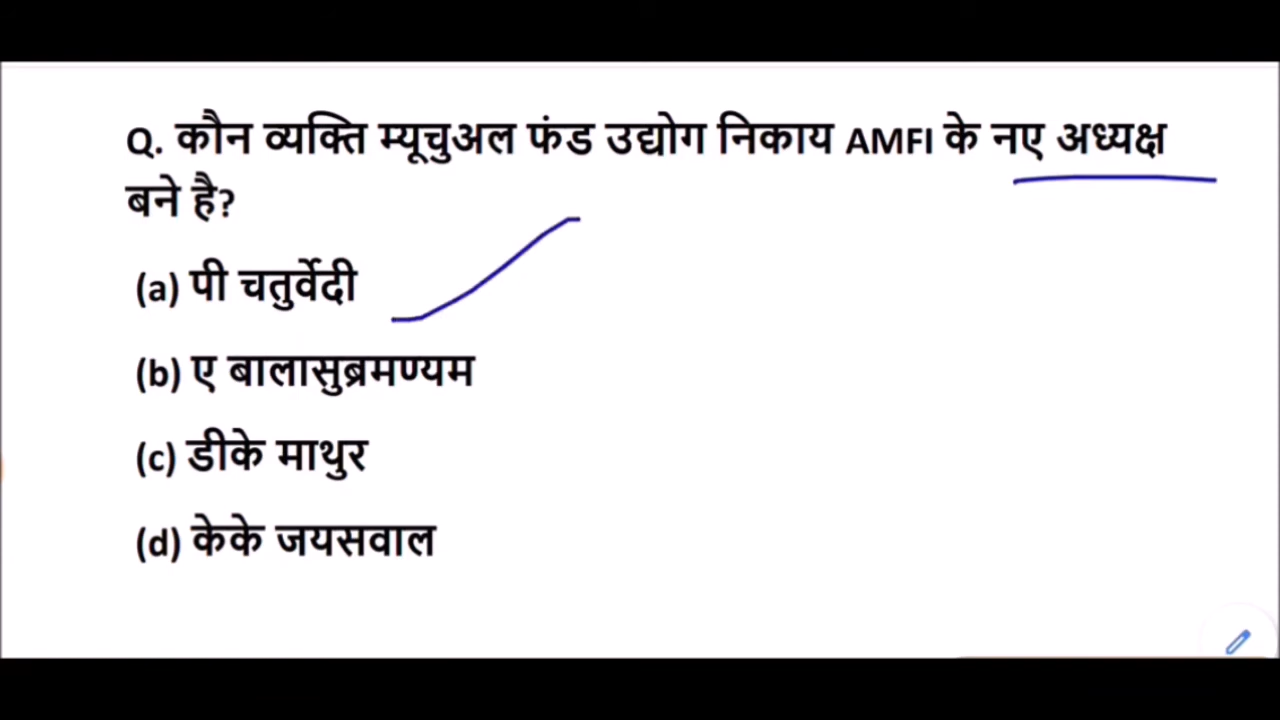 Q. कौन व्यक्ति म्यूचुअल फंड उद्योग निकाय AMFI के नए अध्यक्ष
बने है?
(a) पी चतुर्वेदी
(b) ए बालासुब्रमण्यम
(c) डीके माथुर
(d) केके जयसवाल